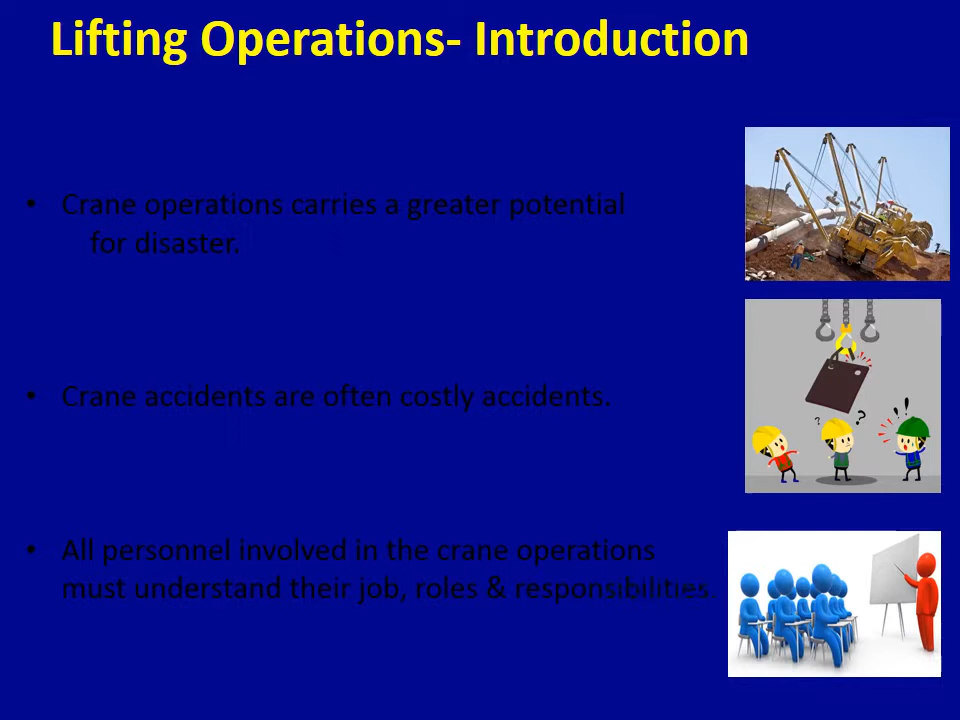 Lifting Operations- Introduction
• Crane operations carries a greater potential
for disaster.
• Crane accidents are often costly accidents.
• All personnel involved in the crane operations
must understand their job, roles & responsibilities.
? ? ! !